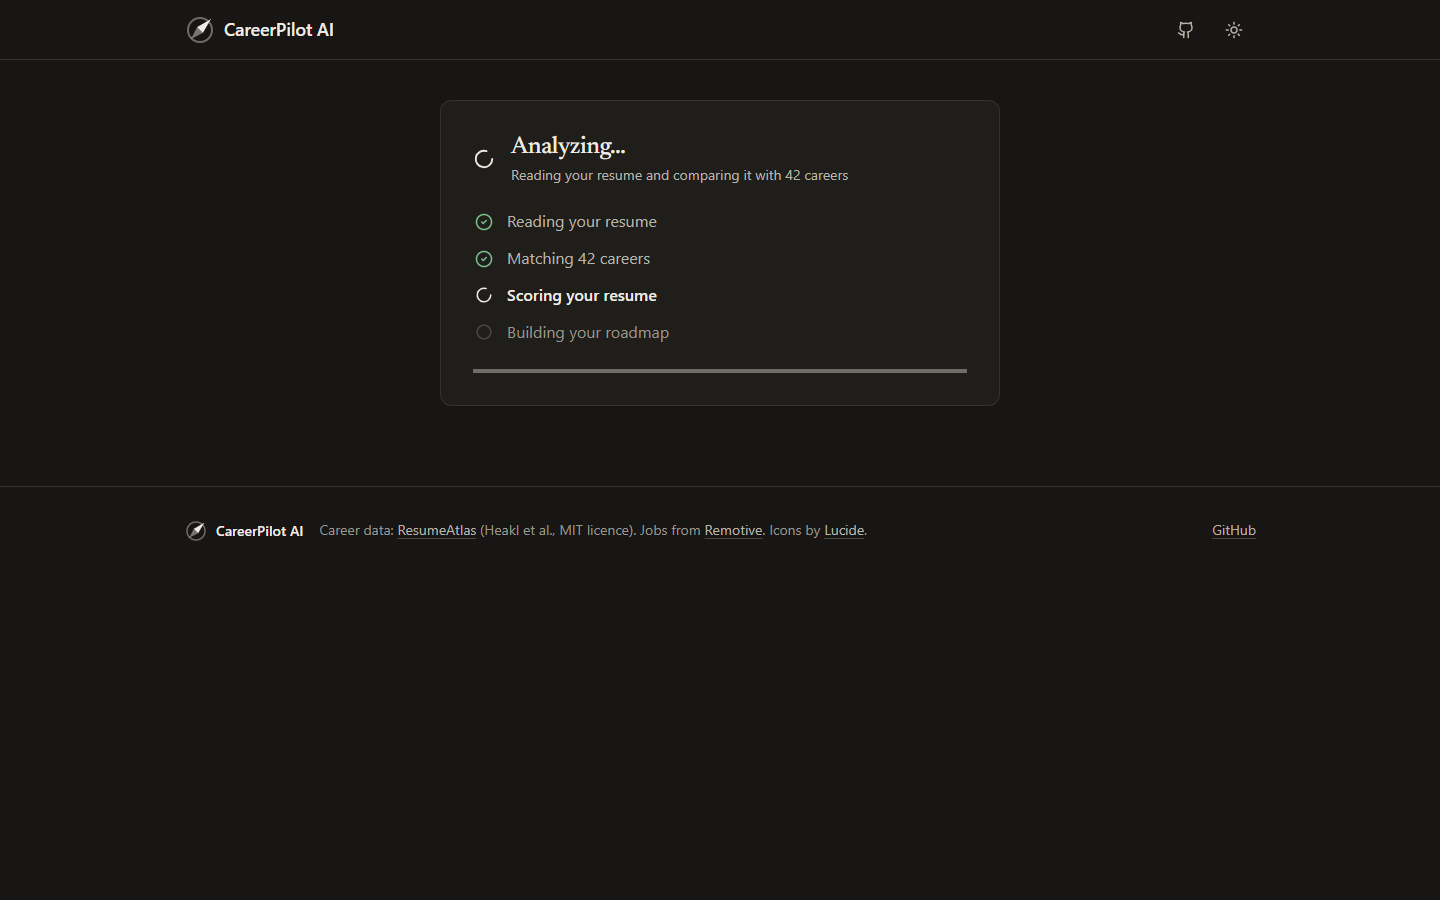 CareerPilot AI
Analyzing...
Reading your resume and comparing it with 42 careers
Reading your resume
Matching 42 careers
Scoring your resume
Building your roadmap
CareerPilot AI Career data: ResumeAtlas (Heakl et al., MIT licence). Jobs from Remotive. Icons by Lucide. GitHub